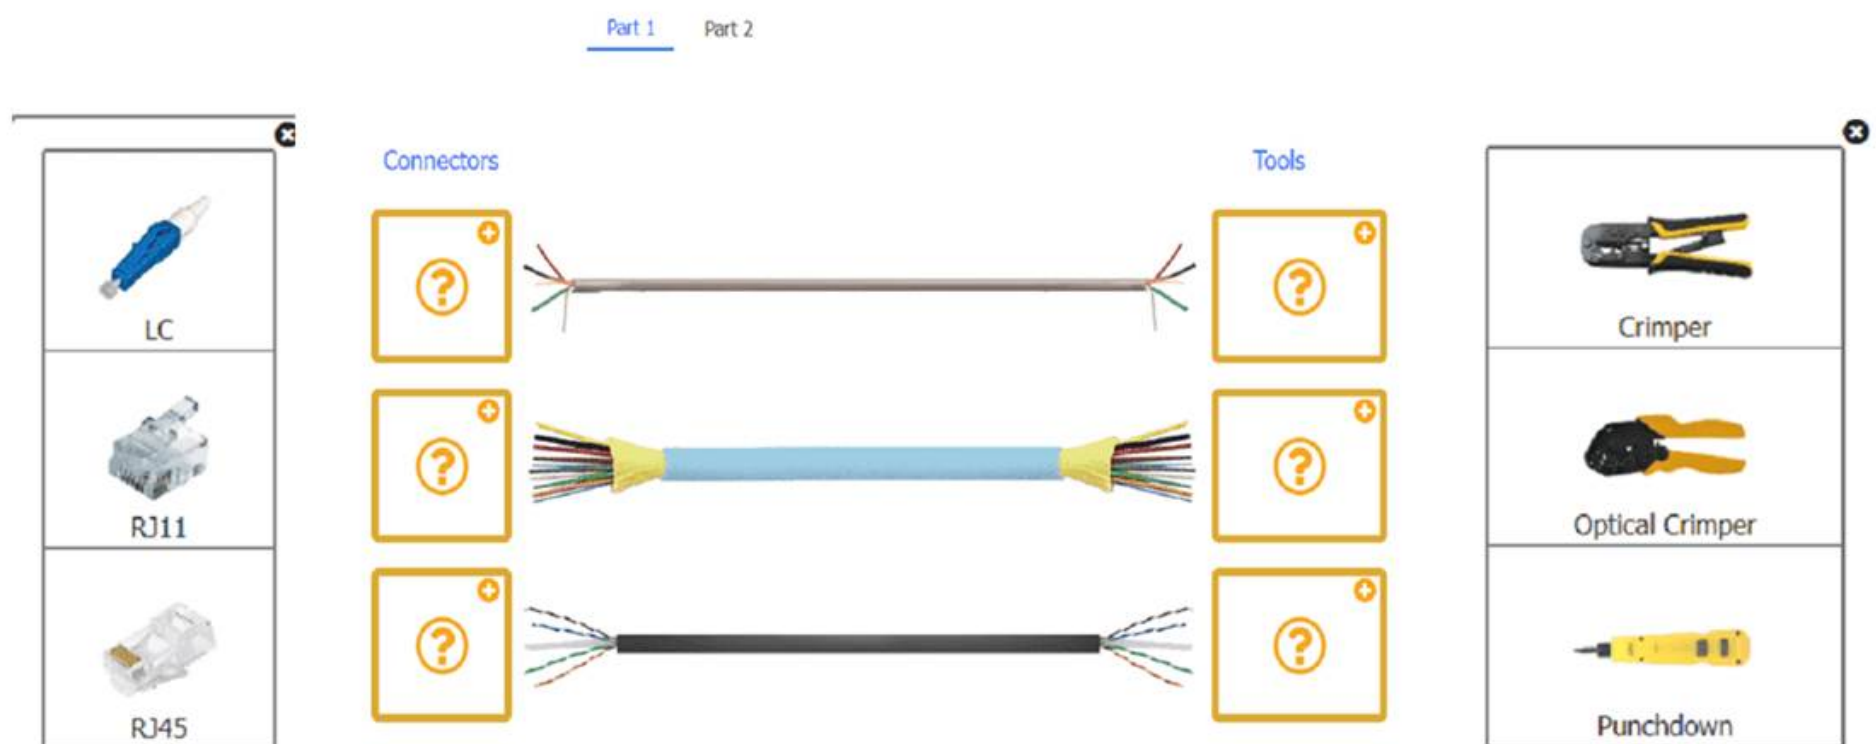 Part 1 Part 2
Connectors
Tools
LC
RJ11
RJ45
? ?
? ?
? ?
Crimper
Optical Crimper
Punchdown